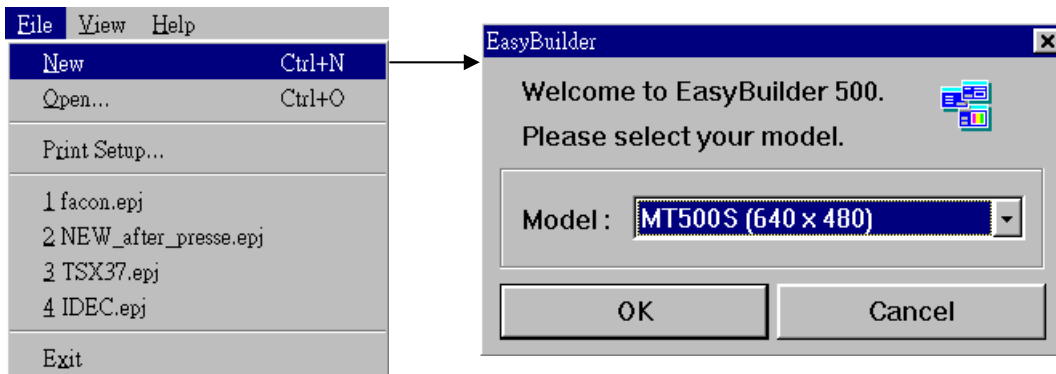 File View Help
New Ctrl+N
Open... Ctrl+O
Print Setup...
1 facon.epj
2 NEW_after_presse.epj
3 TSX37.epj
4 IDEC.epj
Exit
EasyBuilder
Welcome to EasyBuilder 500.
Please select your model.
Model : MT500S (640 x 480)
OK Cancel